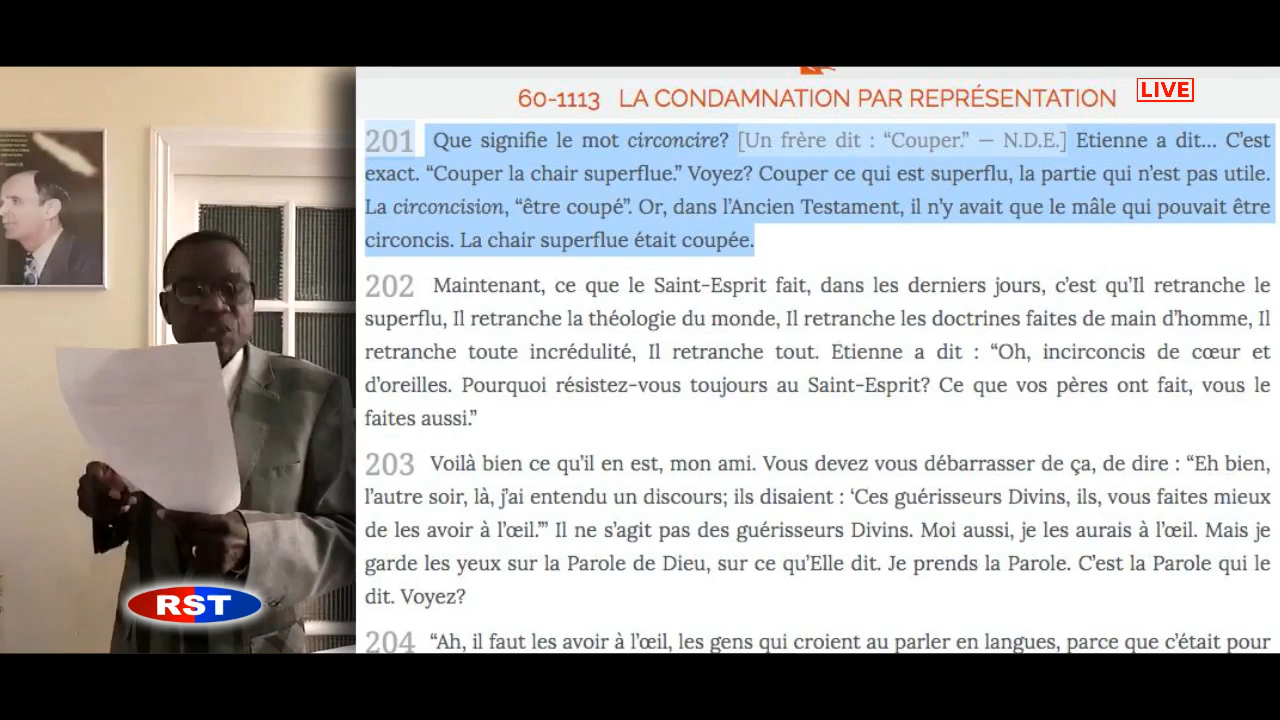 60-1113 LA CONDAMNATION PAR REPRÉSENTATION
LIVE
201 Que signifie le mot circoncire? [Un frère dit : “Couper.” — N.D.E.] Etienne a dit... C’est
exact. “Couper la chair superflue.” Voyez? Couper ce qui est superflu, la partie qui n’est pas utile.
La circoncision, “être coupé”. Or, dans l’Ancien Testament, il n’y avait que le mâle qui pouvait être
circoncis. La chair superflue était coupée.
202 Maintenant, ce que le Saint-Esprit fait, dans les derniers jours, c’est qu’Il retranche le
superflu, Il retranche la théologie du monde, Il retranche les doctrines faites de main d’homme, Il
retranche toute incrédulité, Il retranche tout. Etienne a dit : “Oh, incirconcis de cœur et
d’oreilles. Pourquoi résistez-vous toujours au Saint-Esprit? Ce que vos pères ont fait, vous le
faites aussi.”
203 Voilà bien ce qu’il en est, mon ami. Vous devez vous débarrasser de ça, de dire : “Eh bien,
l’autre soir, là, j’ai entendu un discours; ils disaient : ‘Ces guérisseurs Divins, ils, vous faites mieux
de les avoir à l’œil.’” Il ne s’agit pas des guérisseurs Divins. Moi aussi, je les aurais à l’œil. Mais je
garde les yeux sur la Parole de Dieu, sur ce qu’Elle dit. Je prends la Parole. C’est la Parole qui le
dit. Voyez?
204 “Ah, il faut les avoir à l’œil, les gens qui croient au parler en langues, parce que c’était pour
RST